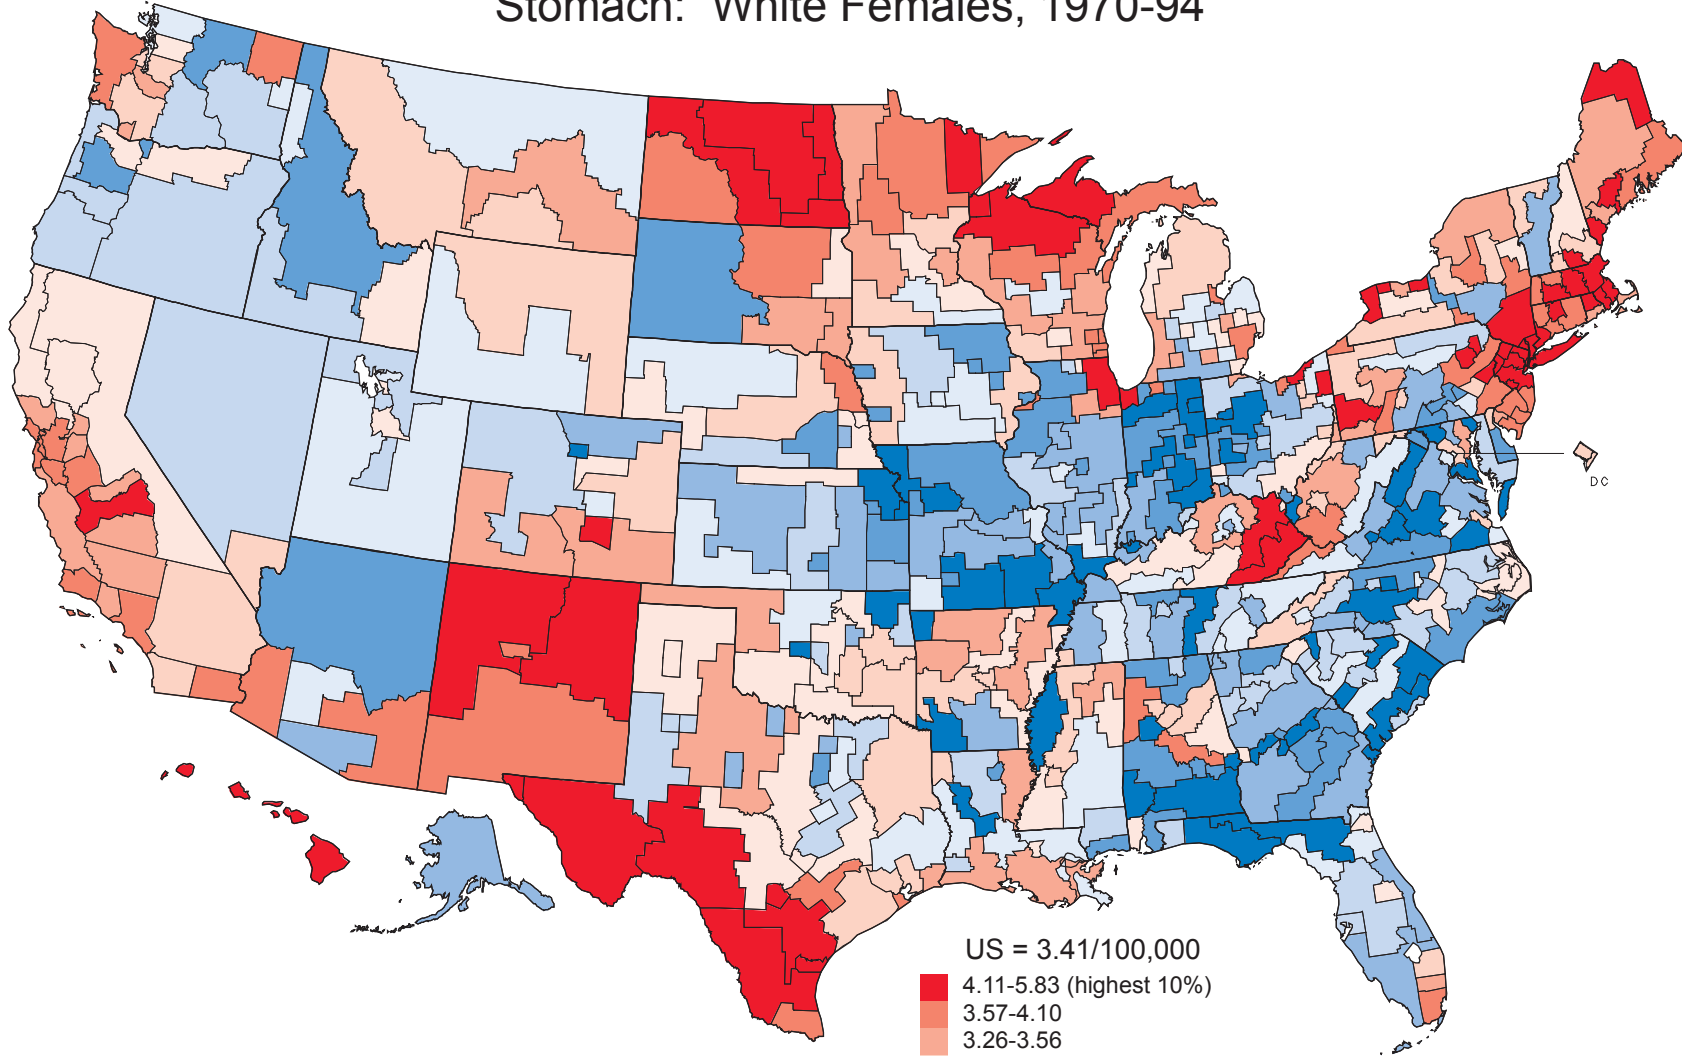 Stomach: White Females, 1970-94
DC
US = 3.41/100,000
4.11-5.83 (highest 10%)
3.57-4.10
3.26-3.56